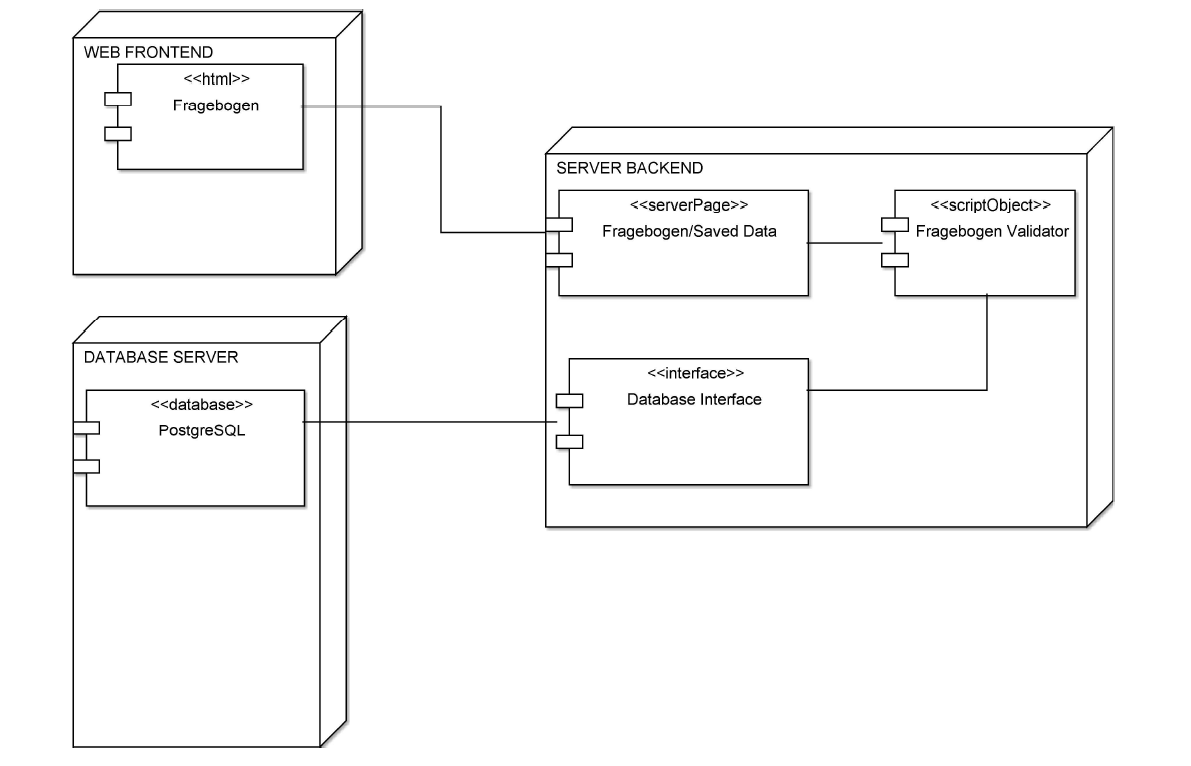 WEB FRONTEND
<<html>>
Fragebogen
SERVER BACKEND
<<serverPage>>
Fragebogen/Saved Data
<<scriptObject>>
Fragebogen Validator
DATABASE SERVER
<<database>>
PostgreSQL
<<interface>>
Database Interface